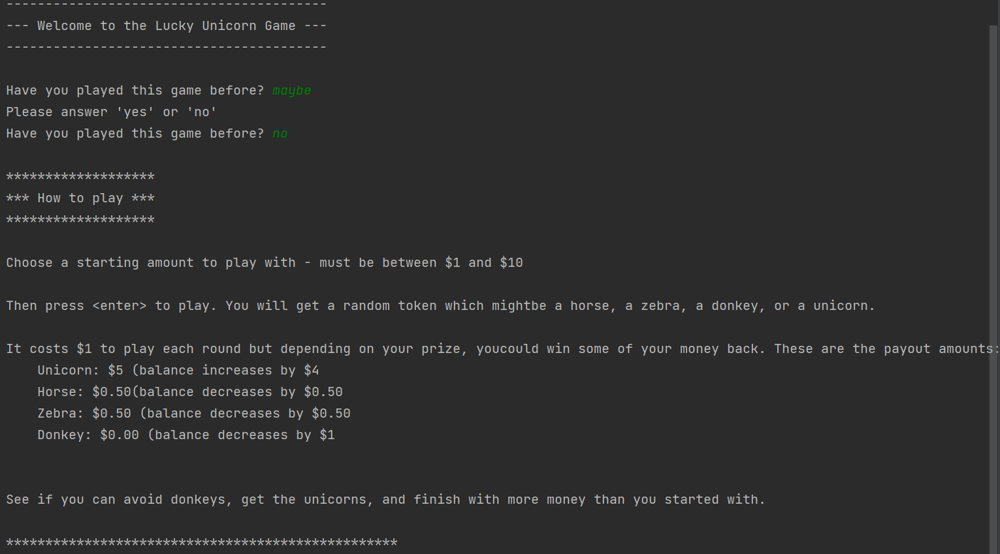 -----------------------------------------
--- Welcome to the Lucky Unicorn Game ---
-----------------------------------------
Have you played this game before? maybe
Please answer 'yes' or 'no'
Have you played this game before? no
*******************
*** How to play ***
*******************
Choose a starting amount to play with - must be between $1 and $10
Then press <enter> to play. You will get a random token which mightbe a horse, a zebra, a donkey, or a unicorn.
It costs $1 to play each round but depending on your prize, youcould win some of your money back. These are the payout amounts:
Unicorn: $5 (balance increases by $4
Horse: $0.50(balance decreases by $0.50
Zebra: $0.50 (balance decreases by $0.50
Donkey: $0.00 (balance decreases by $1
See if you can avoid donkeys, get the unicorns, and finish with more money than you started with.
**************************************************